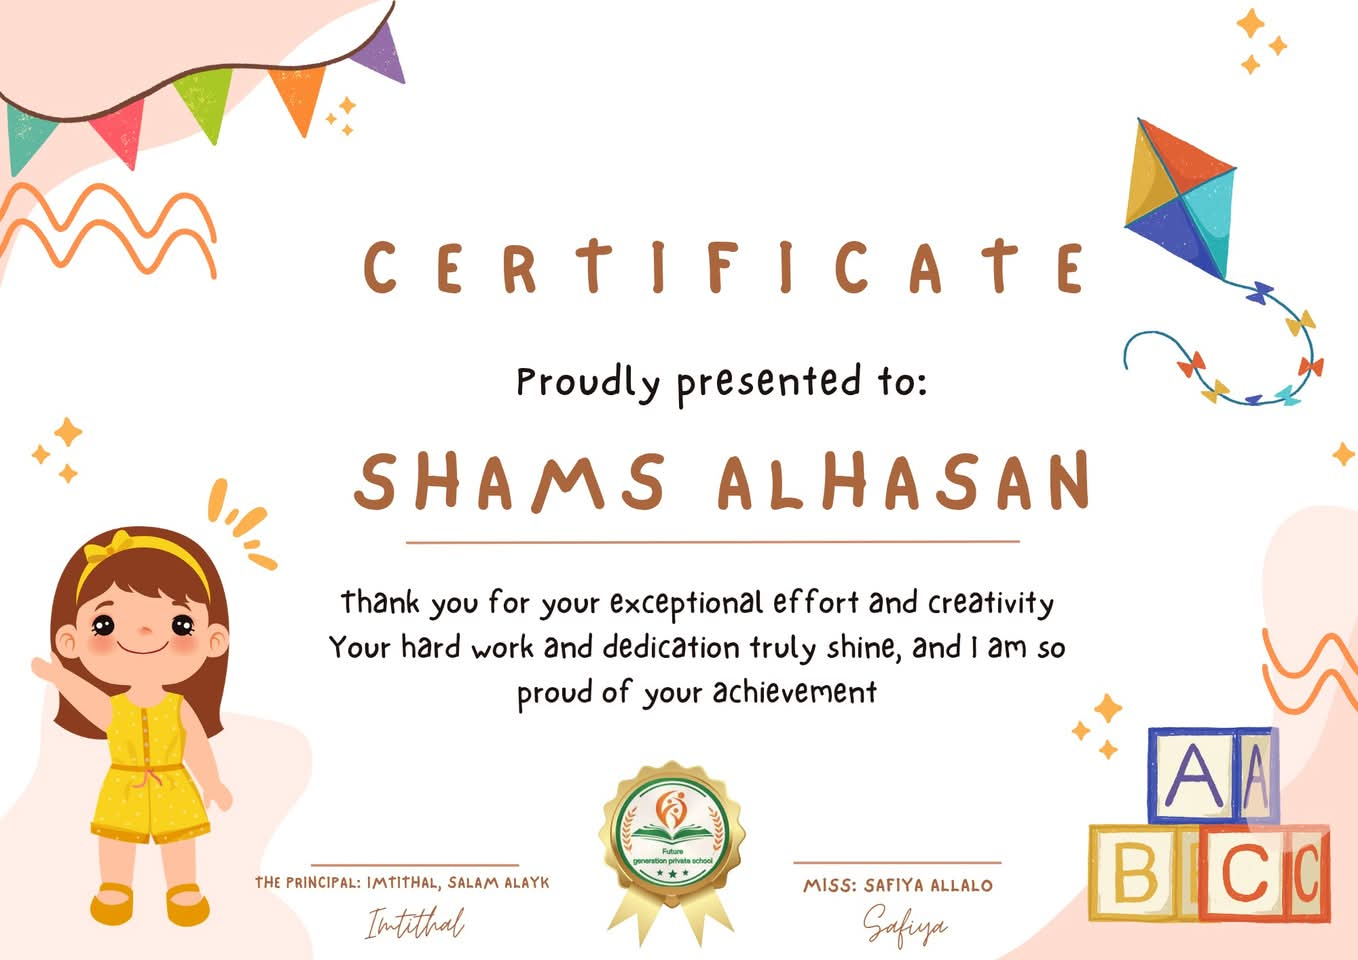 CERTIFICATE
Proudly presented to:
SHAMS ALHASAN
Thank you for your exceptional effort and creativity
Your hard work and dedication truly shine, and I am so
proud of your achievement
Future
generation private school
THE PRINCIPAL: IMTITHAL, SALAM ALAYK
Imtithal
MISS: SAFIYA ALLALO
Safiya
A A
B C C